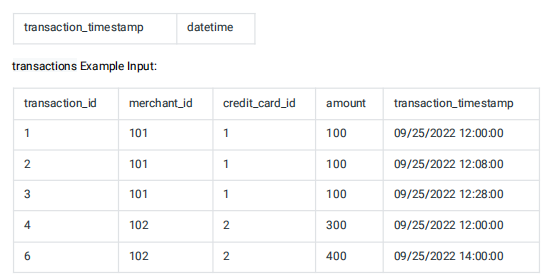 transaction_timestamp datetime
transactions Example Input:
transaction_id merchant_id credit_card_id amount transaction_timestamp
1 101 1 100 09/25/2022 12:00:00
2 101 1 100 09/25/2022 12:08:00
3 101 1 100 09/25/2022 12:28:00
4 102 2 300 09/25/2022 12:00:00
6 102 2 400 09/25/2022 14:00:00